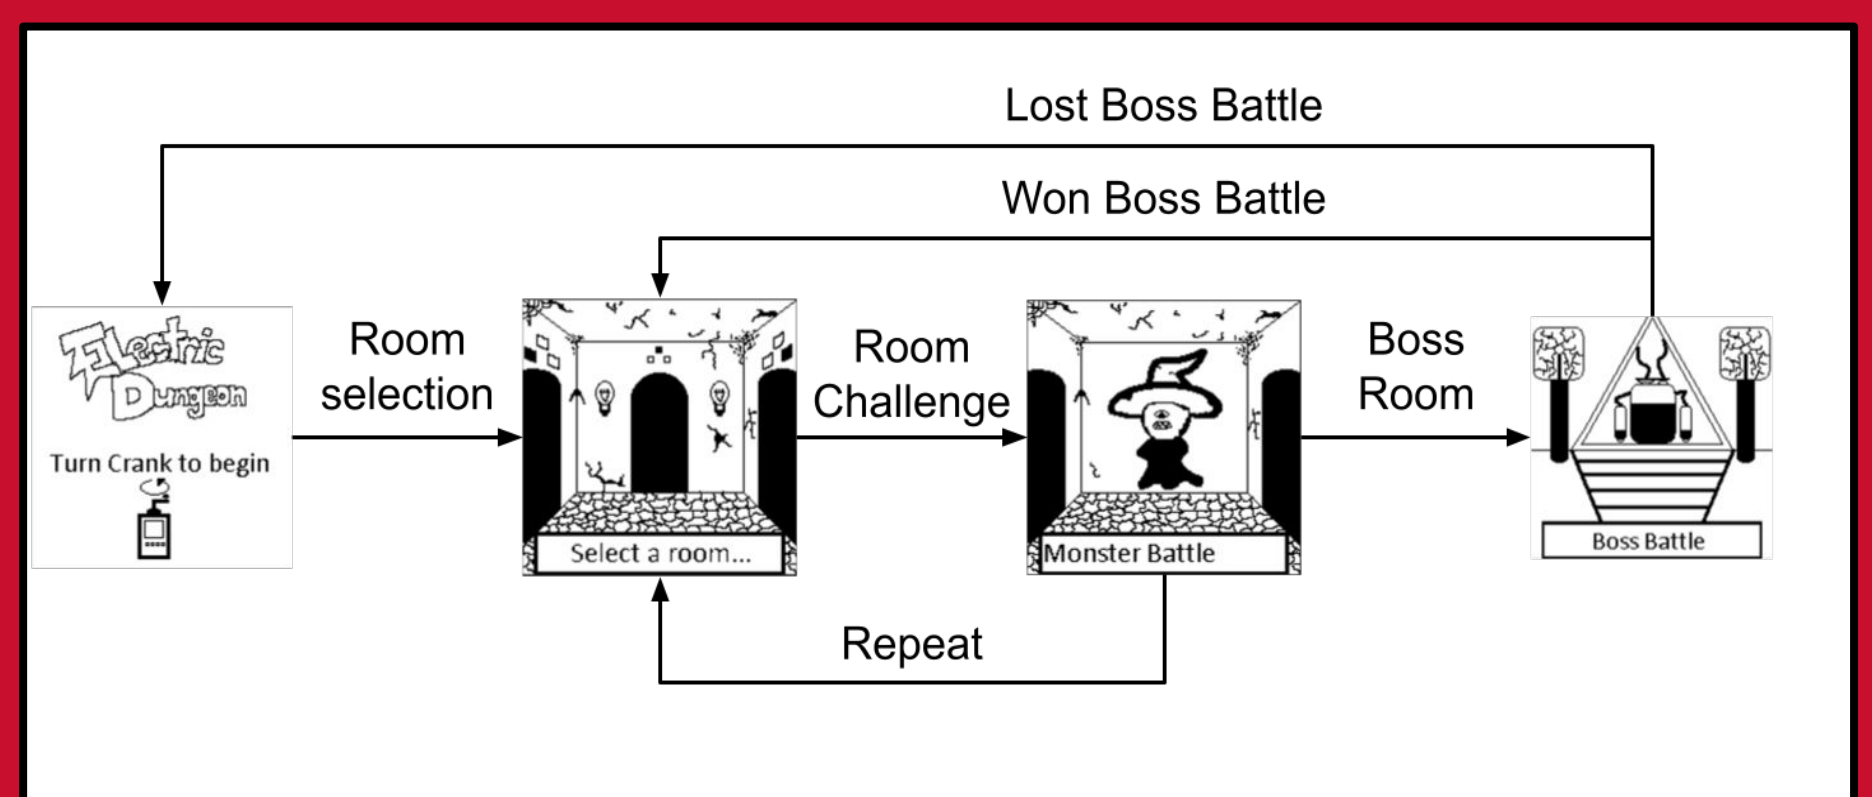 Lost Boss Battle
Won Boss Battle
Electric
Dungeon
Turn Crank to begin
Room
selection
Select a room...
Room
Challenge
Monster Battle
Boss
Room
Boss Battle
Repeat